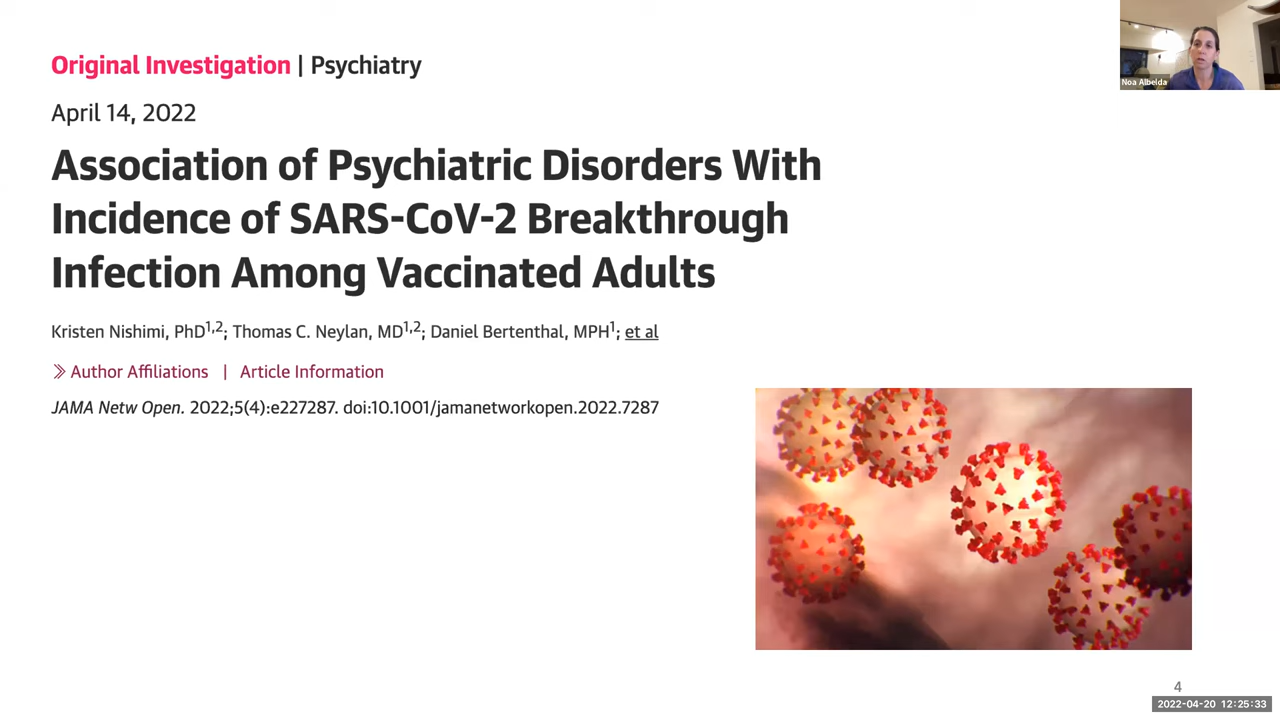 Original Investigation | Psychiatry
April 14, 2022
Association of Psychiatric Disorders With
Incidence of SARS-CoV-2 Breakthrough
Infection Among Vaccinated Adults
Kristen Nishimi, PhD1,2; Thomas C. Neylan, MD1,2; Daniel Bertenthal, MPH1; et al
Author Affiliations | Article Information
JAMA Netw Open. 2022;5(4):e227287. doi:10.1001/jamanetworkopen.2022.7287
Noa Albelda
4
2022-04-20 12:25:33